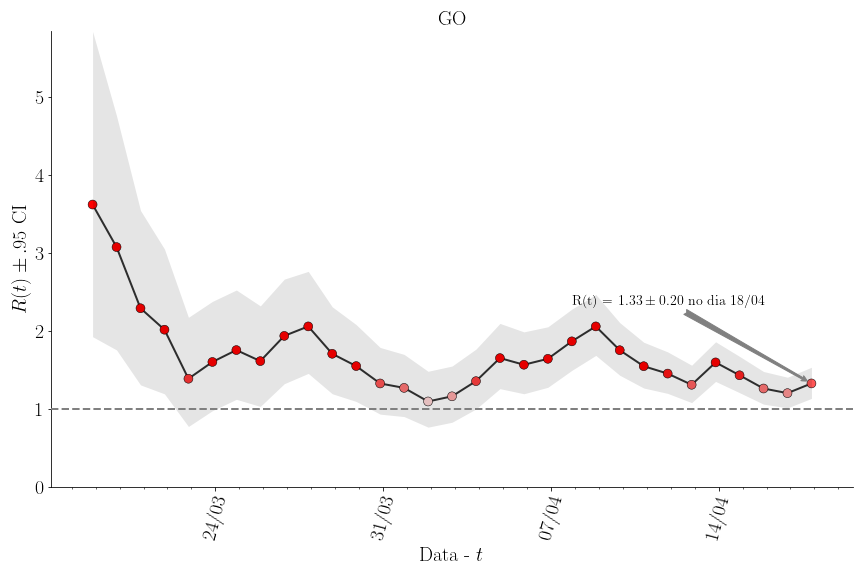 GO
5
4
3
2
1
0
R(t) ± .95 CI
R(t) = 1.33 ± 0.20 no dia 18/04
24/03
31/03
07/04
14/04
Data - t